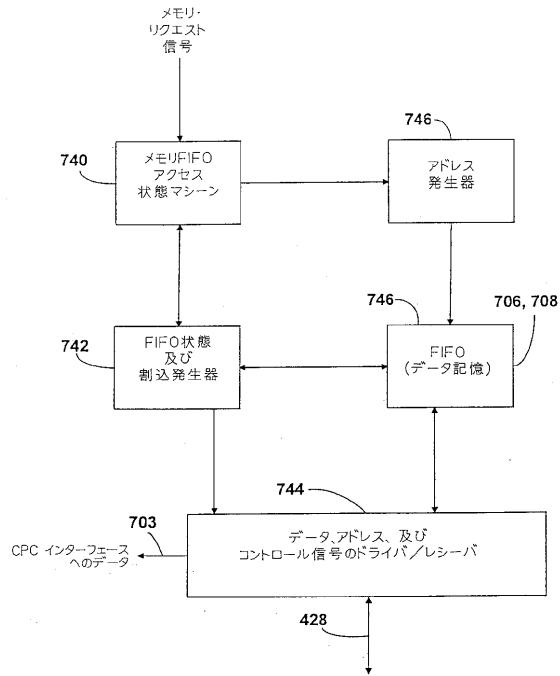 メモリ・
リクエスト
信号
746
740
メモリFIFO
アクセス
状態マシーン
アドレス
発生器
746
706, 708
742
FIFO状態
及び
割込発生器
FIFO
(データ記憶)
744
703
データ、アドレス、及び
コントロール信号のドライバ/レシーバ
CPC インターフェース
へのデータ
428